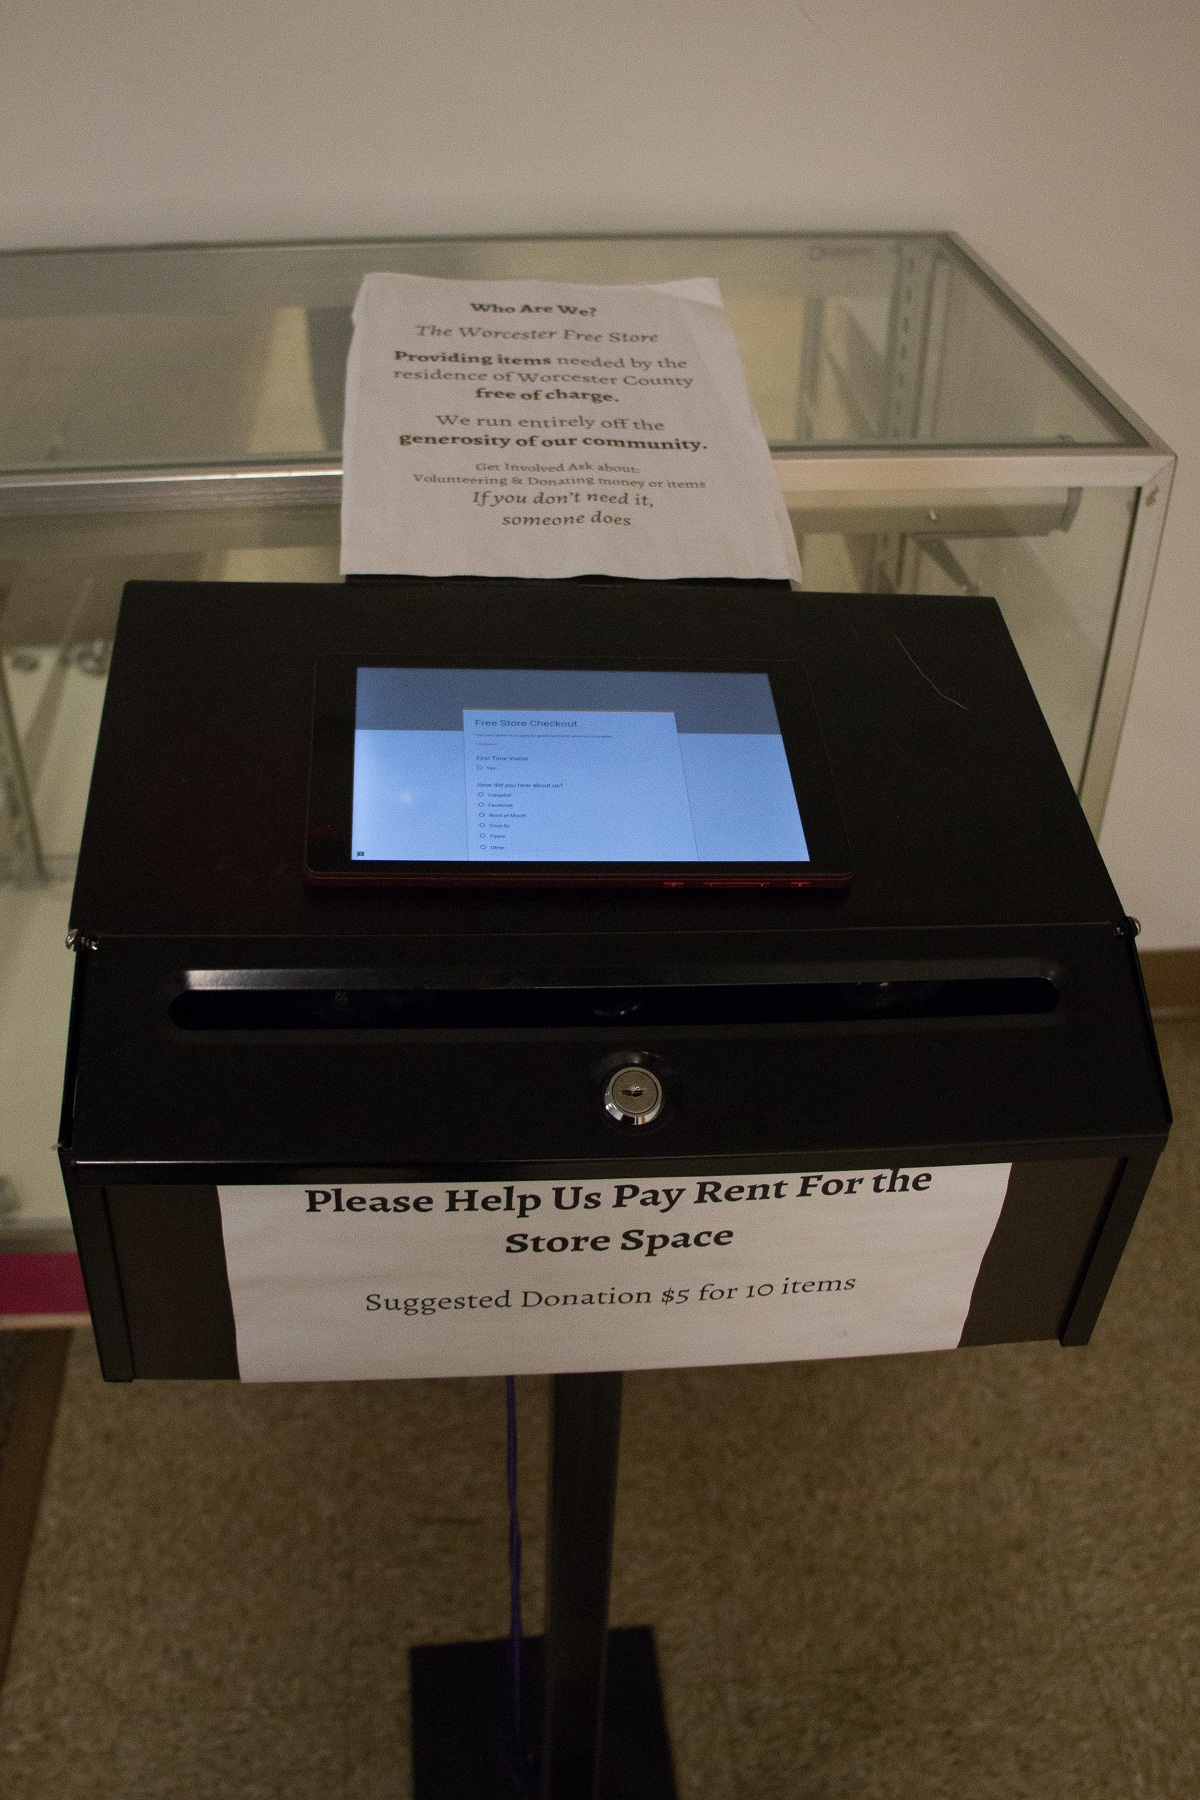 Who Are We?
The Worcester Free Store
Providing items needed by the
residence of Worcester County
free of charge.
We run entirely off the
generosity of our community.
Get Involved Ask about:
Volunteering & Donating money or items
If you don't need it,
someone does
Free Store Checkout
First Time Visitor
Yes
How did you hear about us?
Craigslist
Facebook
Word of Mouth
Drive By
Flyers
Other:
Please Help Us Pay Rent For the
Store Space
Suggested Donation $5 for 10 items